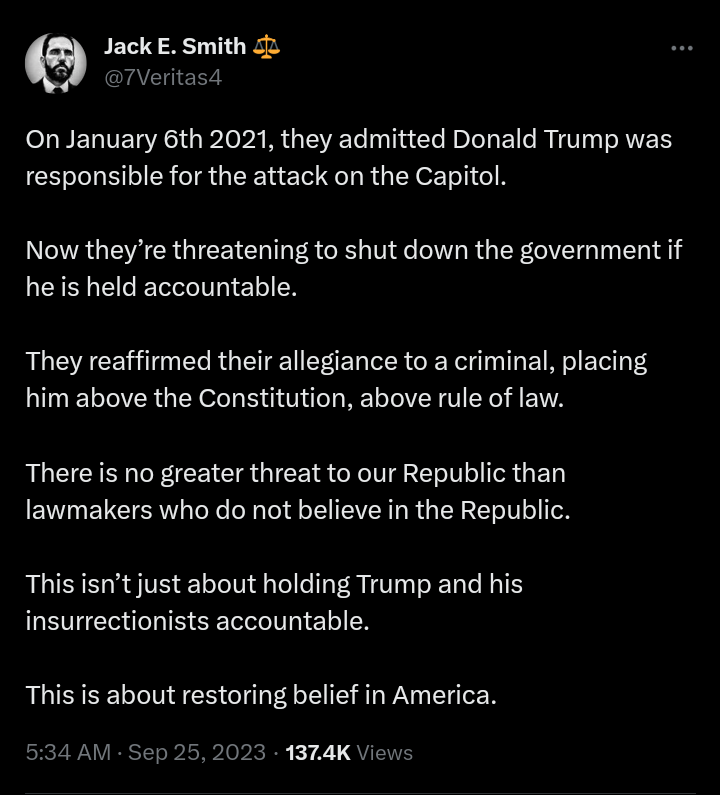 Jack E. Smith ⚖️
@7Veritas4
On January 6th 2021, they admitted Donald Trump was
responsible for the attack on the Capitol.
Now they’re threatening to shut down the government if
he is held accountable.
They reaffirmed their allegiance to a criminal, placing
him above the Constitution, above rule of law.
There is no greater threat to our Republic than
lawmakers who do not believe in the Republic.
This isn’t just about holding Trump and his
insurrectionists accountable.
This is about restoring belief in America.
5:34 AM · Sep 25, 2023 · 137.4K Views